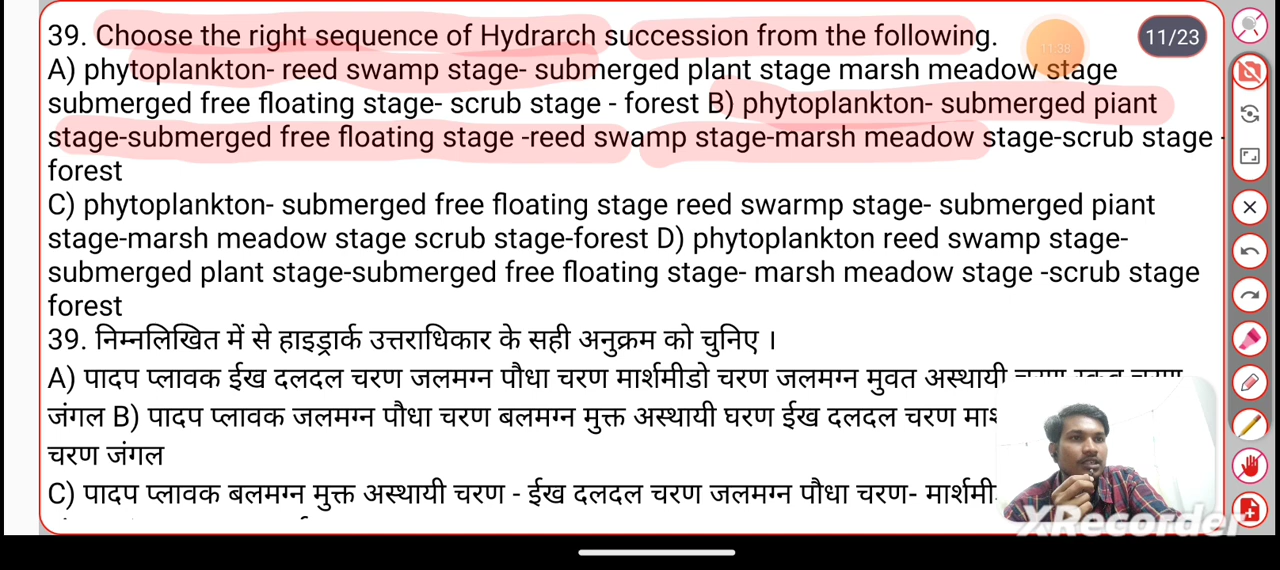 39. Choose the right sequence of Hydrarch succession from the following.
11:38
11/23
A) phytoplankton- reed swamp stage- submerged plant stage marsh meadow stage
submerged free floating stage- scrub stage - forest B) phytoplankton- submerged piant
stage-submerged free floating stage -reed swamp stage-marsh meadow stage-scrub stage -
forest
C) phytoplankton- submerged free floating stage reed swarmp stage- submerged piant
stage-marsh meadow stage scrub stage-forest D) phytoplankton reed swamp stage-
submerged plant stage-submerged free floating stage- marsh meadow stage -scrub stage
forest
39. निम्नलिखित में से हाइड्रार्क उत्तराधिकार के सही अनुक्रम को चुनिए ।
A) पादप प्लावक ईख दलदल चरण जलमग्न पौधा चरण मार्शमीडो चरण जलमग्न मुवत अस्थायी
जंगल B) पादप प्लावक जलमग्न पौधा चरण बलमग्न मुक्त अस्थायी घरण ईख दलदल चरण
चरण जंगल
C) पादप प्लावक बलमग्न मुक्त अस्थायी चरण - ईख दलदल चरण जलमग्न पौधा चरण-
XRecorder